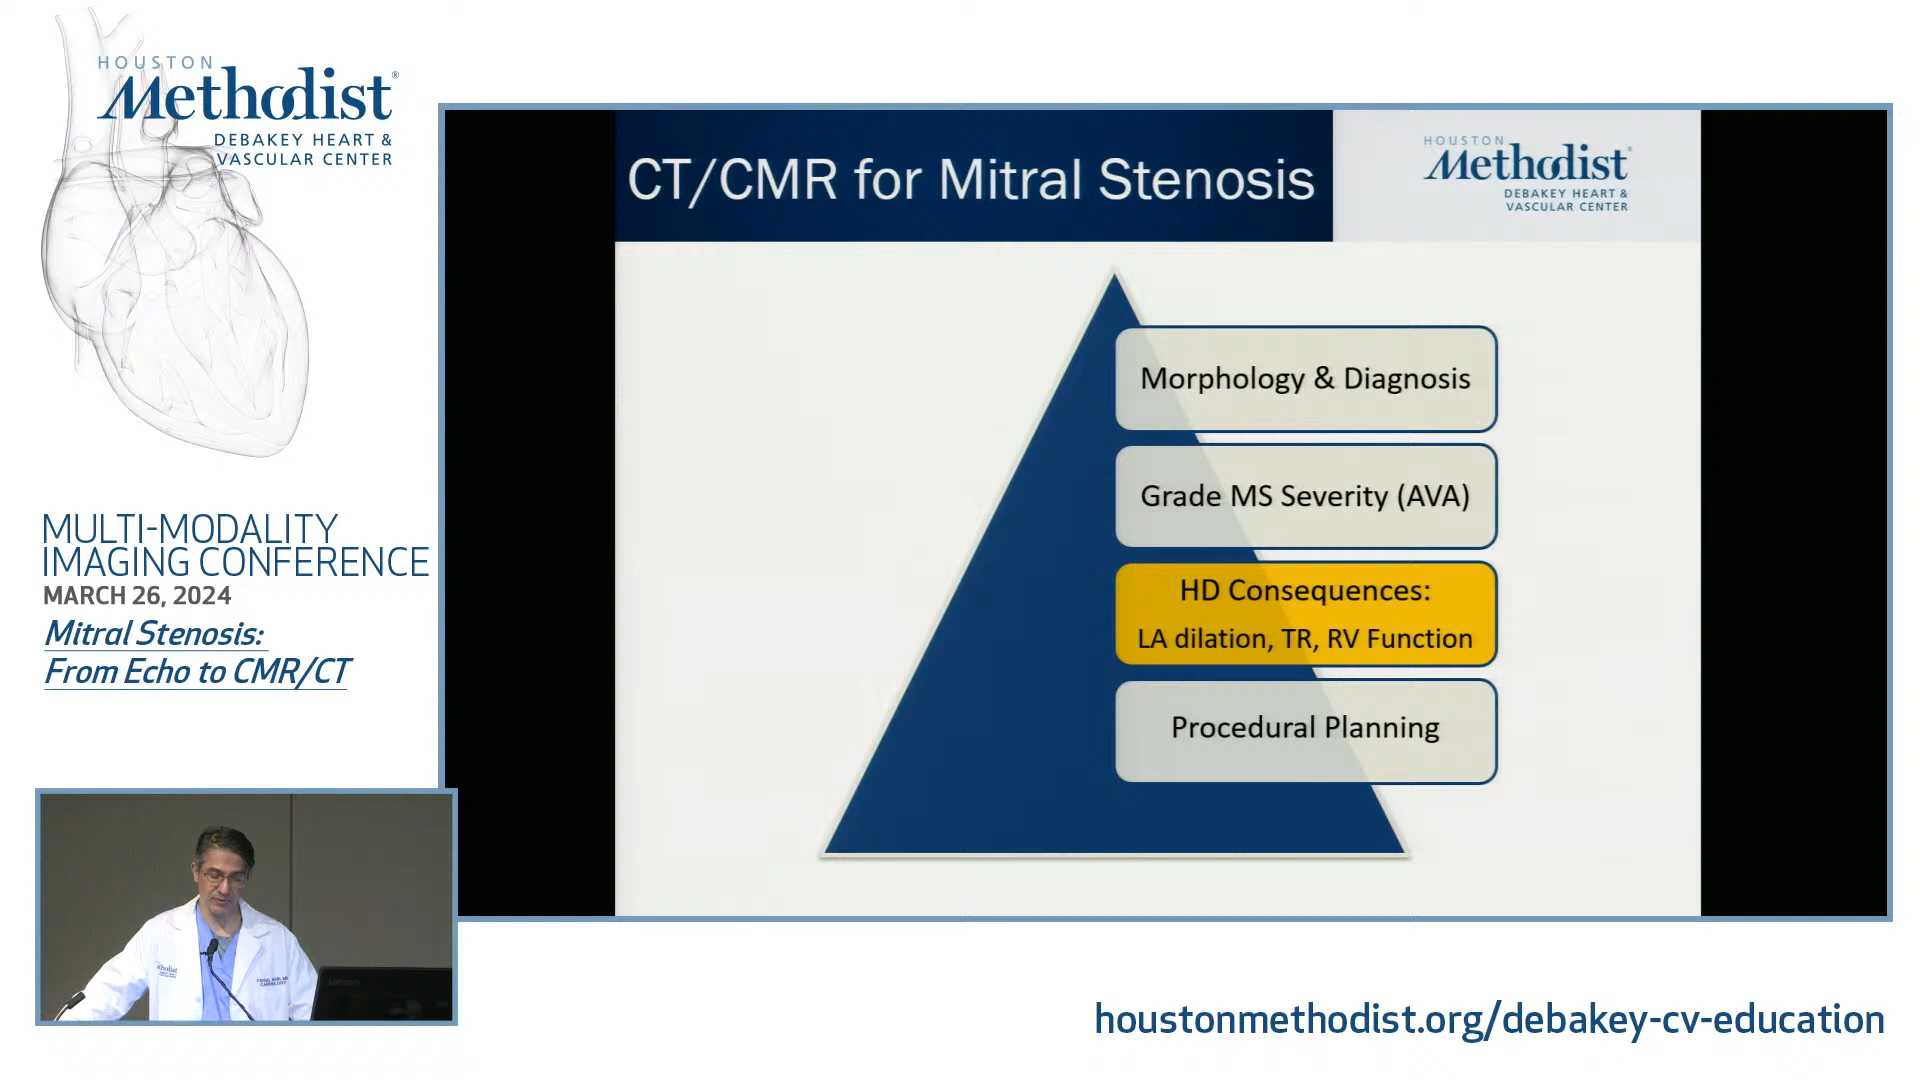 HOUSTON
Methodist®
DEBAKEY HEART &
VASCULAR CENTER
MULTI-MODALITY
IMAGING CONFERENCE
MARCH 26, 2024
Mitral Stenosis:
From Echo to CMR/CT
CT/CMR for Mitral Stenosis
HOUSTON
Methodist®
DEBAKEY HEART &
VASCULAR CENTER
Morphology & Diagnosis
Grade MS Severity (AVA)
HD Consequences:
LA dilation, TR, RV Function
Procedural Planning
Lenovo
CARDIOLOGY
houstonmethodist.org/debakey-cv-education